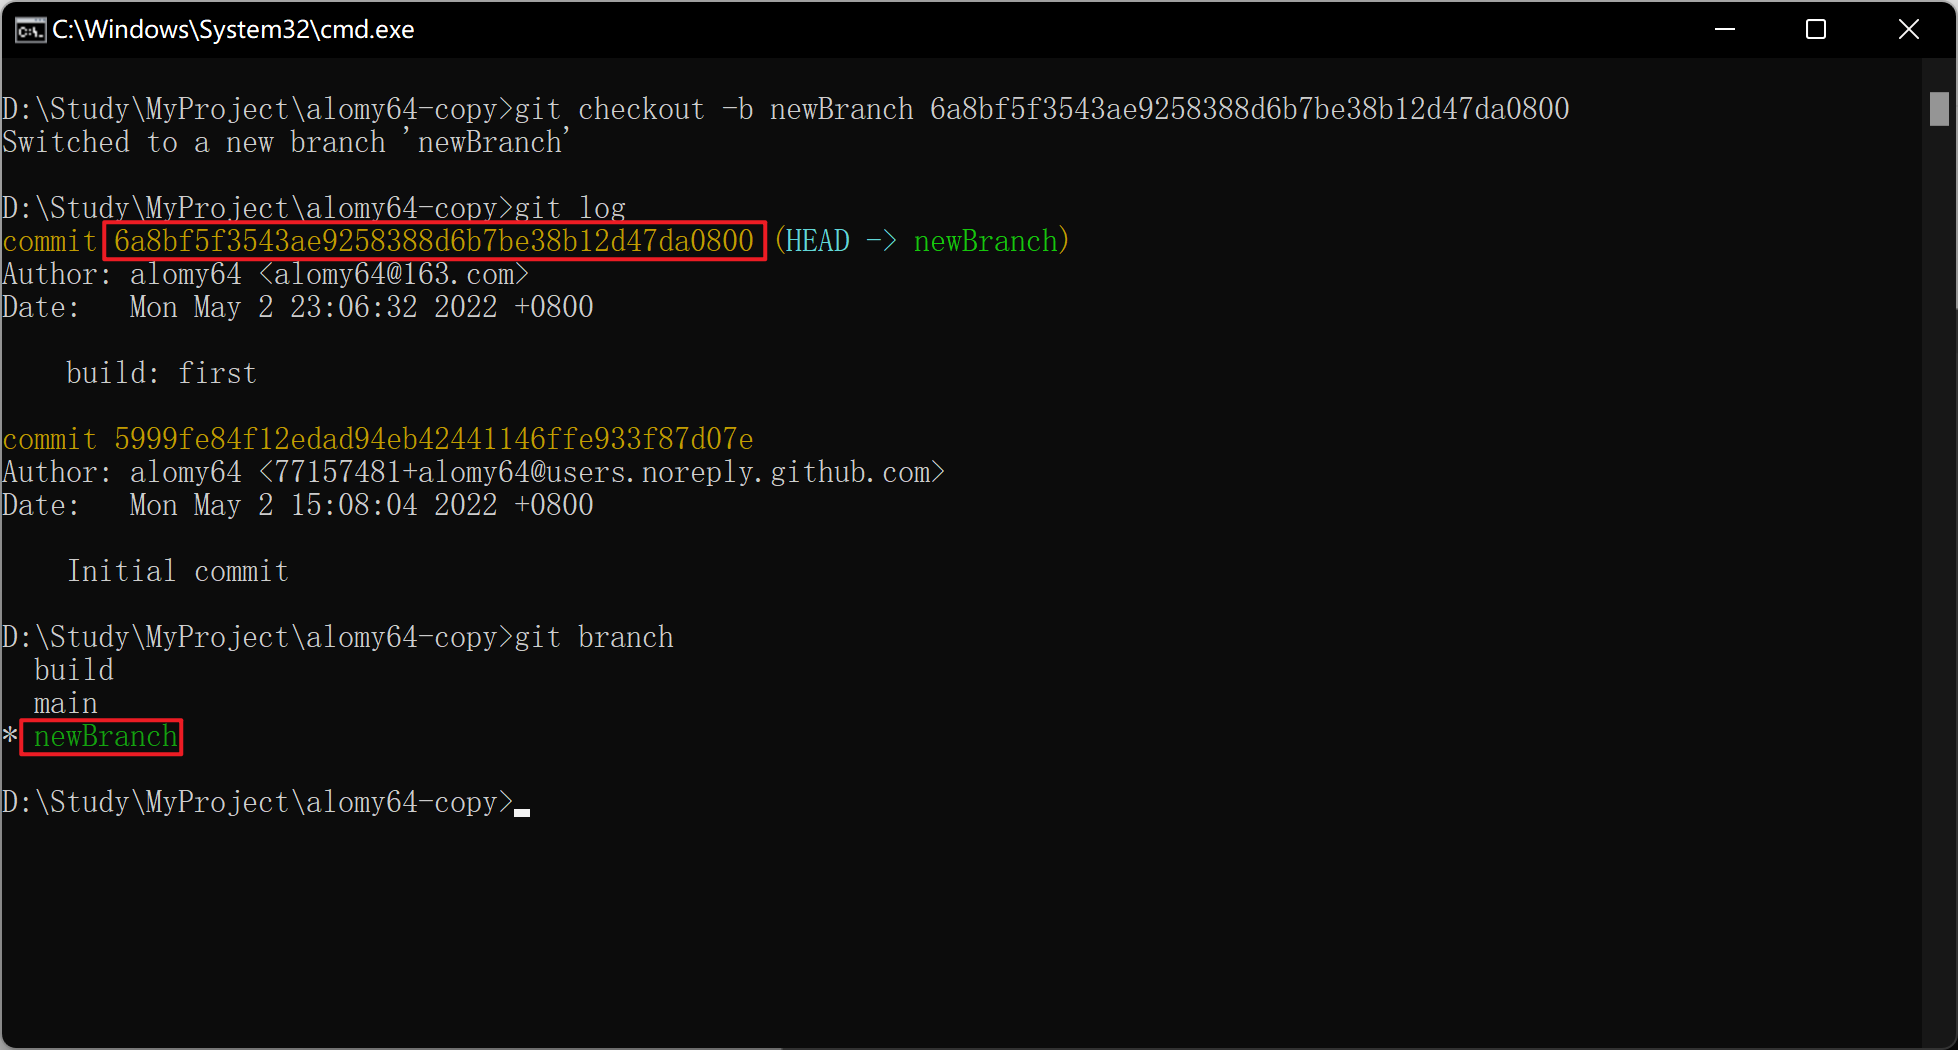 C:\Windows\System32\cmd.exe
D:\Study\MyProject\alomy64-copy>git checkout -b newBranch 6a8bf5f3543ae9258388d6b7be38b12d47da0800
Switched to a new branch 'newBranch'
D:\Study\MyProject\alomy64-copy>git log
commit 6a8bf5f3543ae9258388d6b7be38b12d47da0800 (HEAD -> newBranch)
Author: alomy64 <alomy64@163.com>
Date:   Mon May 2 23:06:32 2022 +0800
    build: first
commit 5999fe84f12edad94eb42441146ffe933f87d07e
Author: alomy64 <77157481+alomy64@users.noreply.github.com>
Date:   Mon May 2 15:08:04 2022 +0800
    Initial commit
D:\Study\MyProject\alomy64-copy>git branch
  build
  main
* newBranch
D:\Study\MyProject\alomy64-copy>